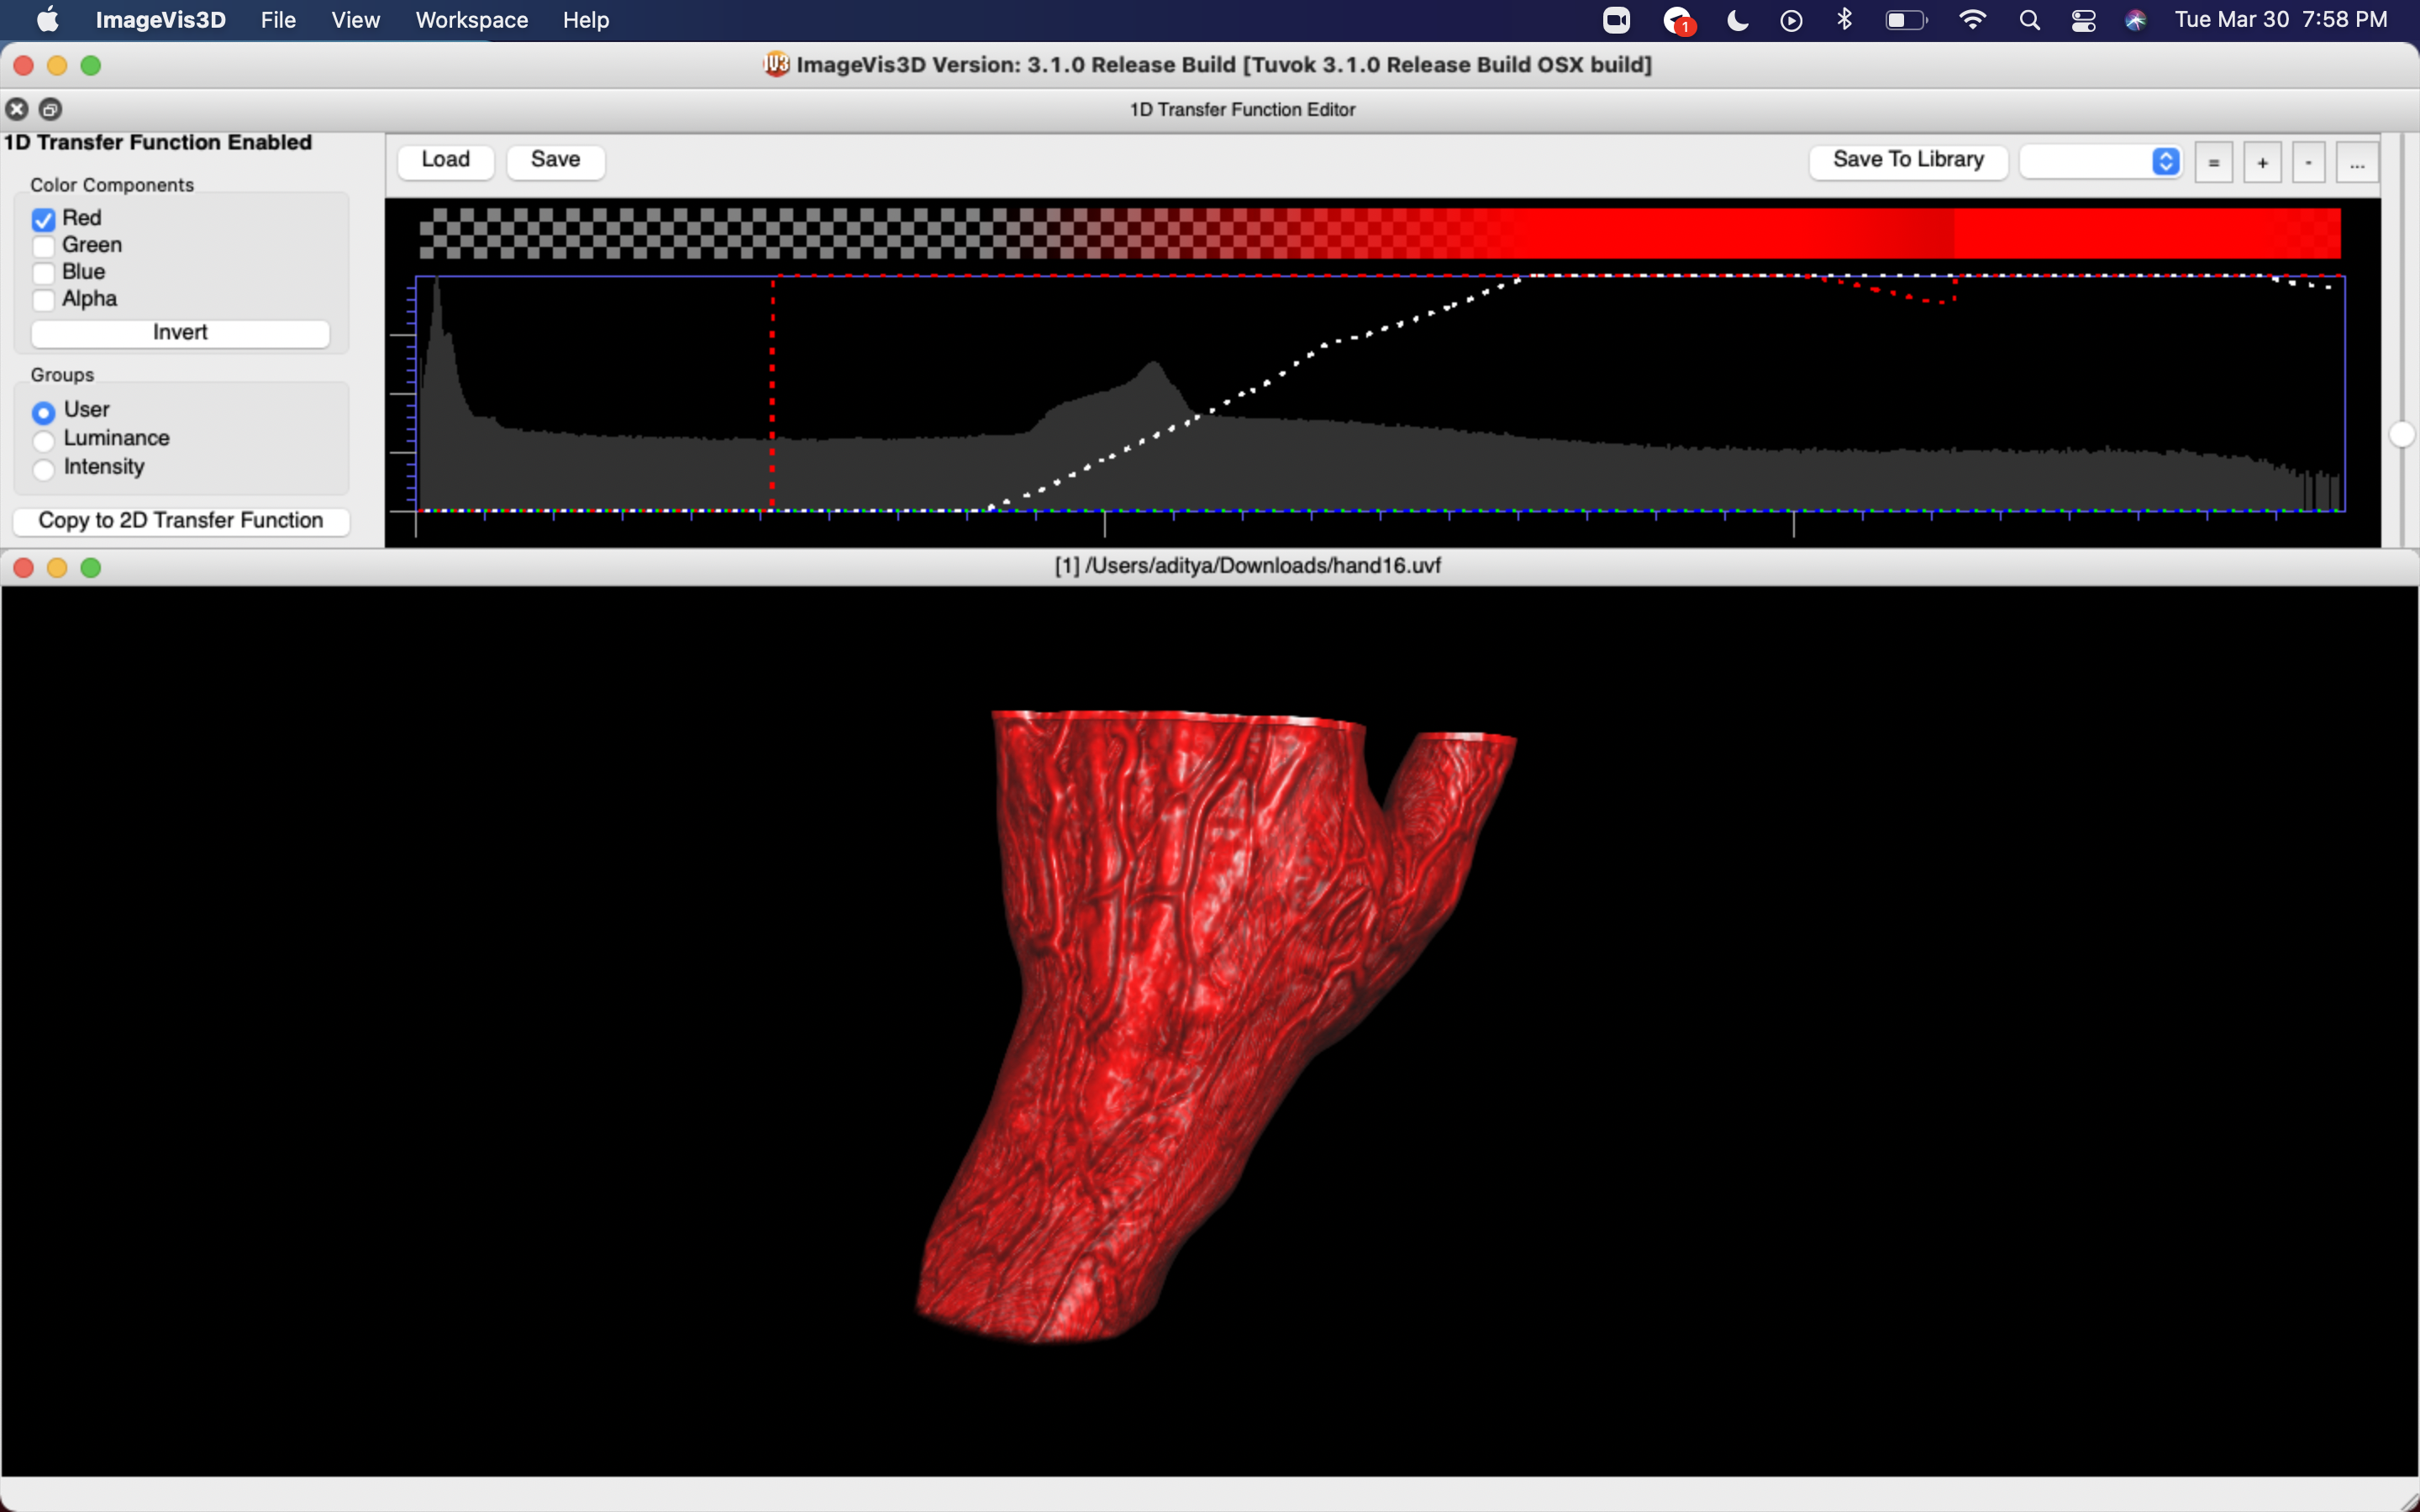 ImageVis3D File View Workspace Help 1 Tue Mar 30 7:58 PM
IV3 ImageVis3D Version: 3.1.0 Release Build [Tuvok 3.1.0 Release Build OSX build]
1D Transfer Function Editor
1D Transfer Function Enabled
Load Save Save To Library = + - ...
Color Components
Red
Green
Blue
Alpha
Invert
Groups
User
Luminance
Intensity
Copy to 2D Transfer Function
[1] /Users/aditya/Downloads/hand16.uvf